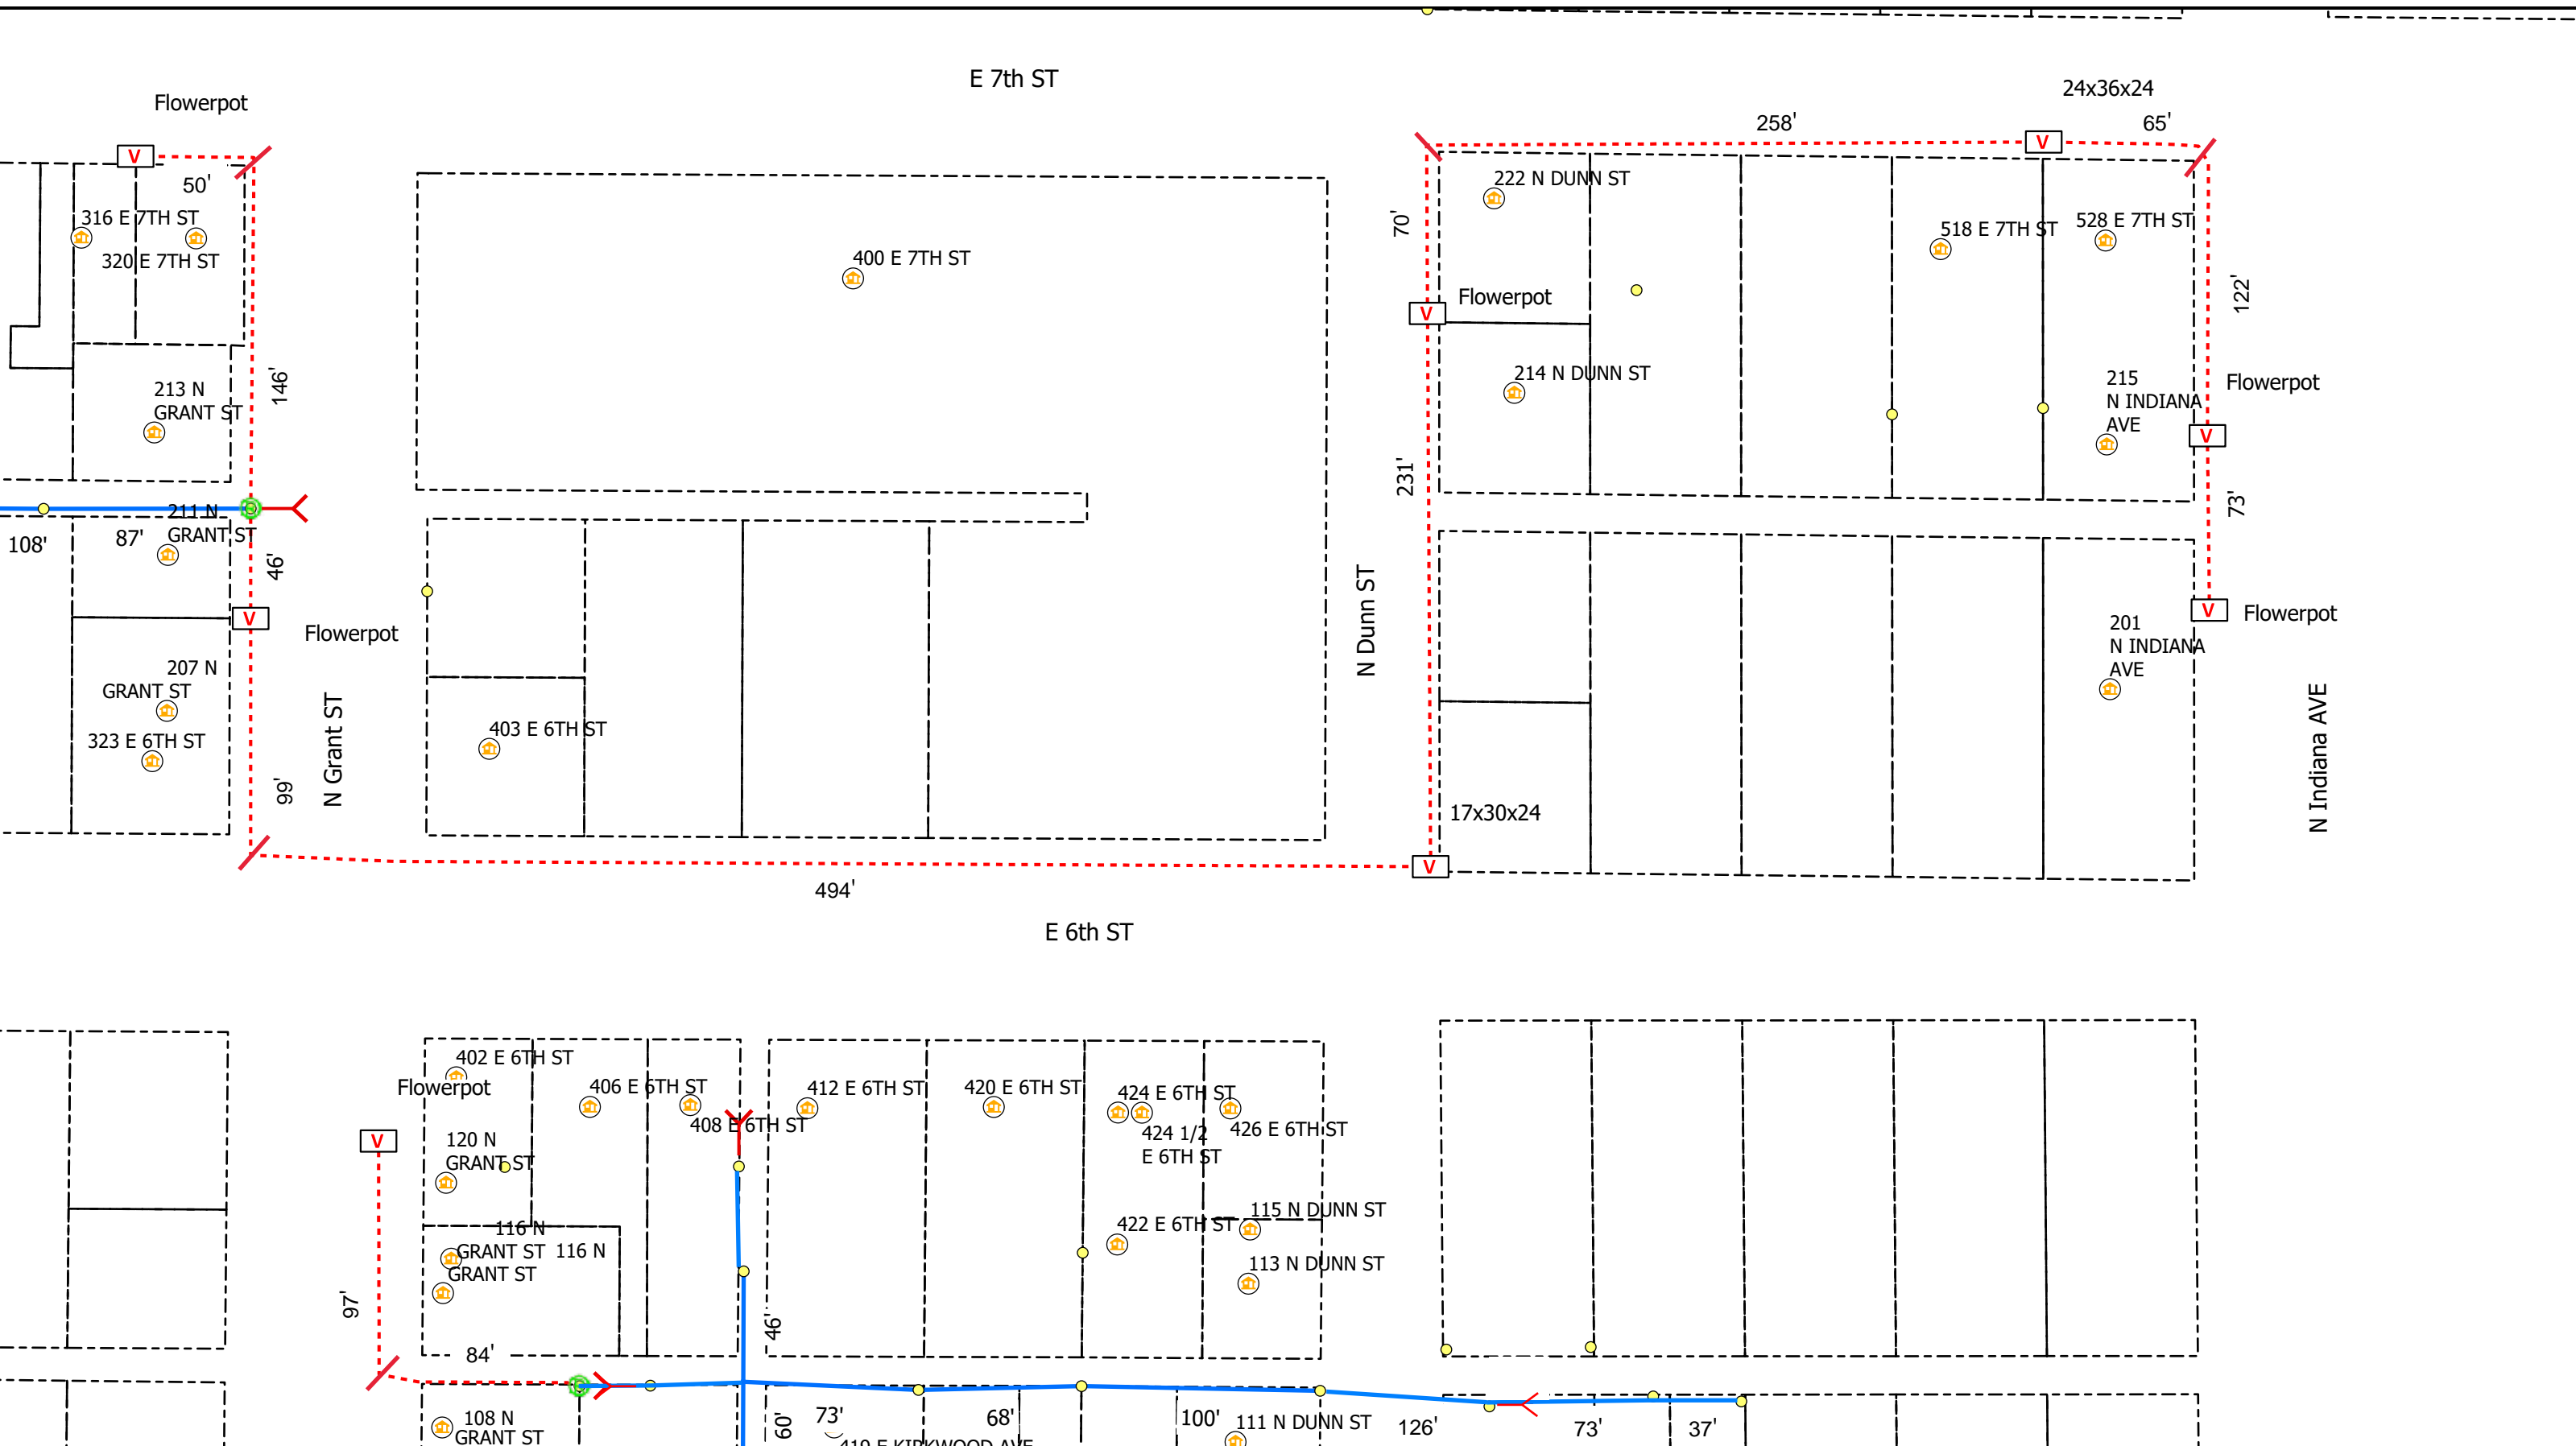 E 7th ST
24x36x24
Flowerpot
258'
65'
V
V
50'
222 N DUNN ST
316 E 7TH ST
70'
528 E 7TH ST
518 E 7TH ST
320 E 7TH ST
400 E 7TH ST
122'
Flowerpot
V
146'
213 N
GRANT ST
214 N DUNN ST
215
N INDIANA
AVE
Flowerpot
V
231'
73'
211 N
GRANT ST
108'
87'
46'
V
Flowerpot
V
Flowerpot
N Dunn ST
201
N INDIANA
AVE
207 N
GRANT ST
403 E 6TH ST
323 E 6TH ST
99'
N Grant ST
N Indiana AVE
17x30x24
V
494'
E 6th ST
402 E 6TH ST
Flowerpot
406 E 6TH ST
412 E 6TH ST
420 E 6TH ST
424 E 6TH ST
408 E 6TH ST
424 1/2
E 6TH ST
426 E 6TH ST
V
120 N
GRANT ST
115 N DUNN ST
422 E 6TH ST
116 N
GRANT ST
116 N
GRANT ST
113 N DUNN ST
97'
46'
84'
108 N
GRANT ST
60'
73'
68'
100'
111 N DUNN ST
126'
73'
37'
410 E KIRKWOOD AVE